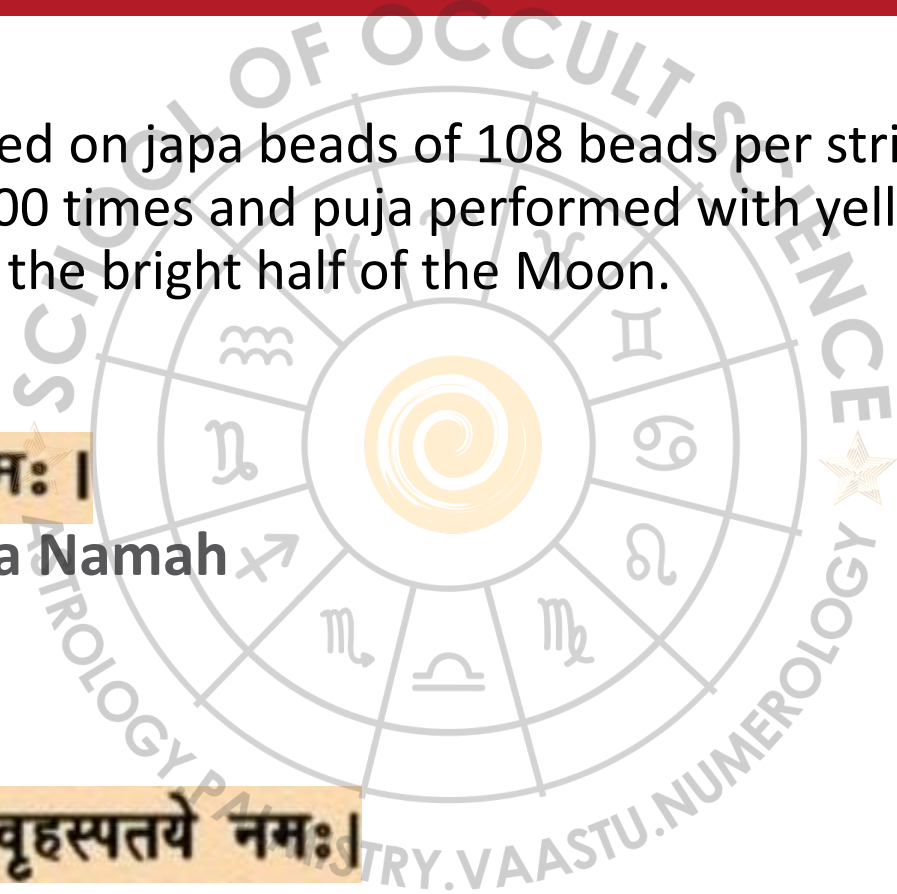 SCHOOL OF OCCULT SCIENCE
ed on japa beads of 108 beads per stri
00 times and puja performed with yell
the bright half of the Moon.
मः ।
a Namah
वृहस्पतये नमः।
ASTROLOGY.PALMISTRY.VAASTU.NUMEROLOGY